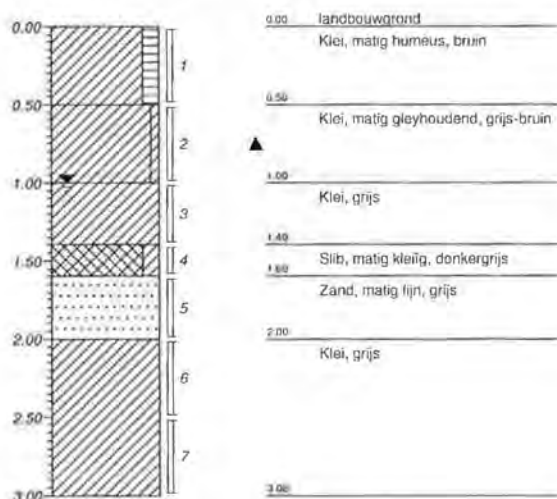 0.00
0.50
1.00
1.50
2.00
2.50
3.00
1
2
3
4
5
6
7
0.00 landbouwgrond
Klei, matig humeus, bruin
0.50
Klei, matig gleyhoudend, grijs-bruin
1.00
Klei, grijs
1.40
Slib, matig kleiïg, donkergrijs
1.60
Zand, matig fijn, grijs
2.00
Klei, grijs
3.00